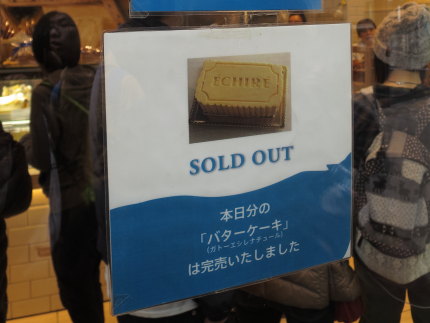 ECHIRÉ
SOLD OUT
本日分の
「バターケーキ」
(ガトーエシレナチュール)
は完売いたしました